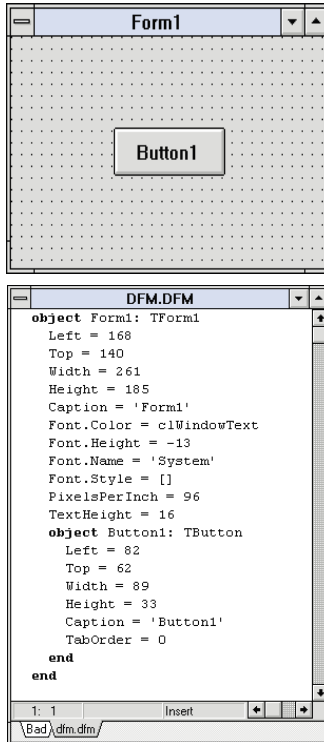 Form1
Button1
DFM.DFM
object Form1: TForm1
Left = 168
Top = 140
Width = 261
Height = 185
Caption = 'Form1'
Font.Color = clWindowText
Font.Height = -13
Font.Name = 'System'
Font.Style = []
PixelsPerInch = 96
TextHeight = 16
object Button1: TButton
Left = 82
Top = 62
Width = 89
Height = 33
Caption = 'Button1'
TabOrder = 0
end
end
1: 1 Insert
Bad dfm.dfm